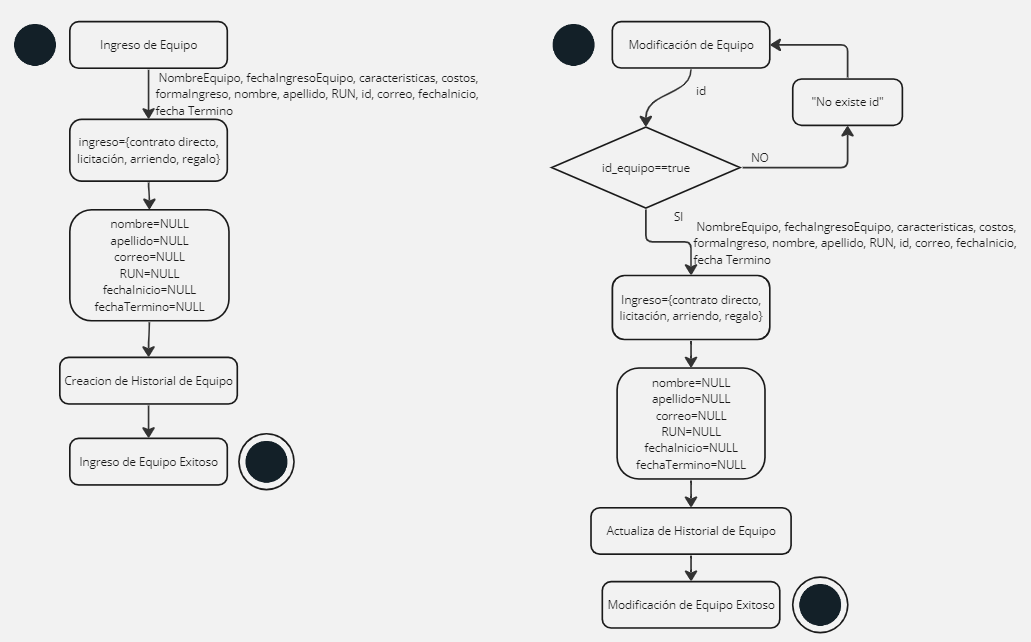 Ingreso de Equipo
NombreEquipo, fechaIngresoEquipo, caracteristicas, costos,
formaIngreso, nombre, apellido, RUN, id, correo, fechaInicio,
fecha Termino
ingreso={contrato directo,
licitación, arriendo, regalo}
nombre=NULL
apellido=NULL
correo=NULL
RUN=NULL
fechaInicio=NULL
fechaTermino=NULL
Creacion de Historial de Equipo
Ingreso de Equipo Exitoso
Modificación de Equipo
"No existe id"
id
id_equipo==true
NO
SI
NombreEquipo, fechaIngresoEquipo, caracteristicas, costos,
formaIngreso, nombre, apellido, RUN, id, correo, fechaInicio,
fecha Termino
Ingreso={contrato directo,
licitación, arriendo, regalo}
nombre=NULL
apellido=NULL
correo=NULL
RUN=NULL
fechaInicio=NULL
fechaTermino=NULL
Actualiza de Historial de Equipo
Modificación de Equipo Exitoso